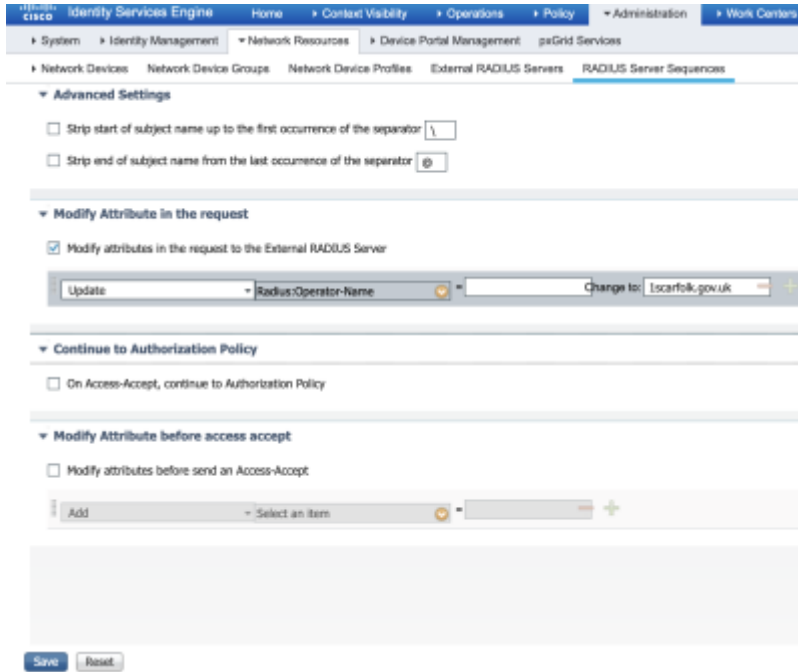 cisco Identity Services Engine Home Context Visibility Operations Policy Administration Work Centers
System Identity Management Network Resources Device Portal Management pxGrid Services
Network Devices Network Device Groups Network Device Profiles External RADIUS Servers RADIUS Server Sequences
Advanced Settings
Strip start of subject name up to the first occurrence of the separator \
Strip end of subject name from the last occurrence of the separator @
Modify Attribute in the request
Modify attributes in the request to the External RADIUS Server
Update Radius:Operator-Name = Change to: 1scarfolk.gov.uk
Continue to Authorization Policy
On Access-Accept, continue to Authorization Policy
Modify Attribute before access accept
Modify attributes before send an Access-Accept
Add Select an item =
Save Reset